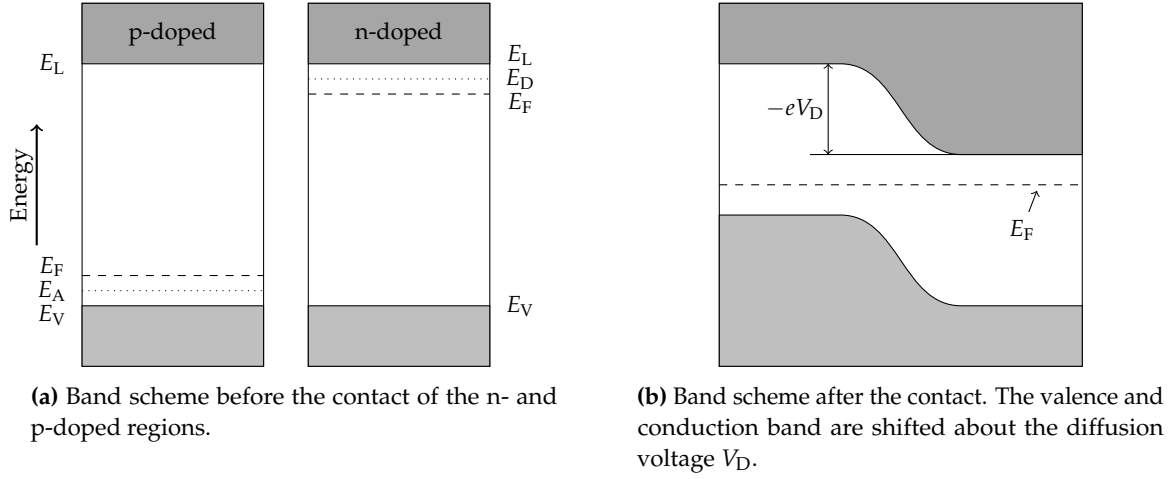 p-doped
n-doped
E_L
E_L
E_D
E_F
Energy
E_F
E_A
E_V
E_V
−eV_D
E_F
(a) Band scheme before the contact of the n- and
p-doped regions.
(b) Band scheme after the contact. The valence and
conduction band are shifted about the diffusion
voltage V_D.